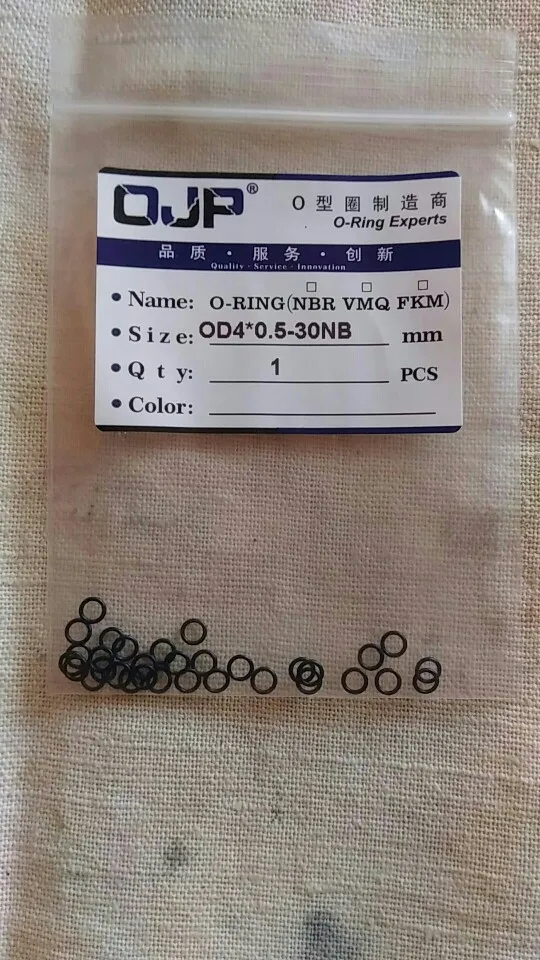 OJP®
O 型 圈 制 造 商
O-Ring Experts
品 质 · 服 务 · 创 新
Quality · Service · Innovation
• Name: O-RING(□NBR □VMQ □FKM)
• Size: OD4*0.5-30NB mm
• Qty: 1 PCS
• Color: